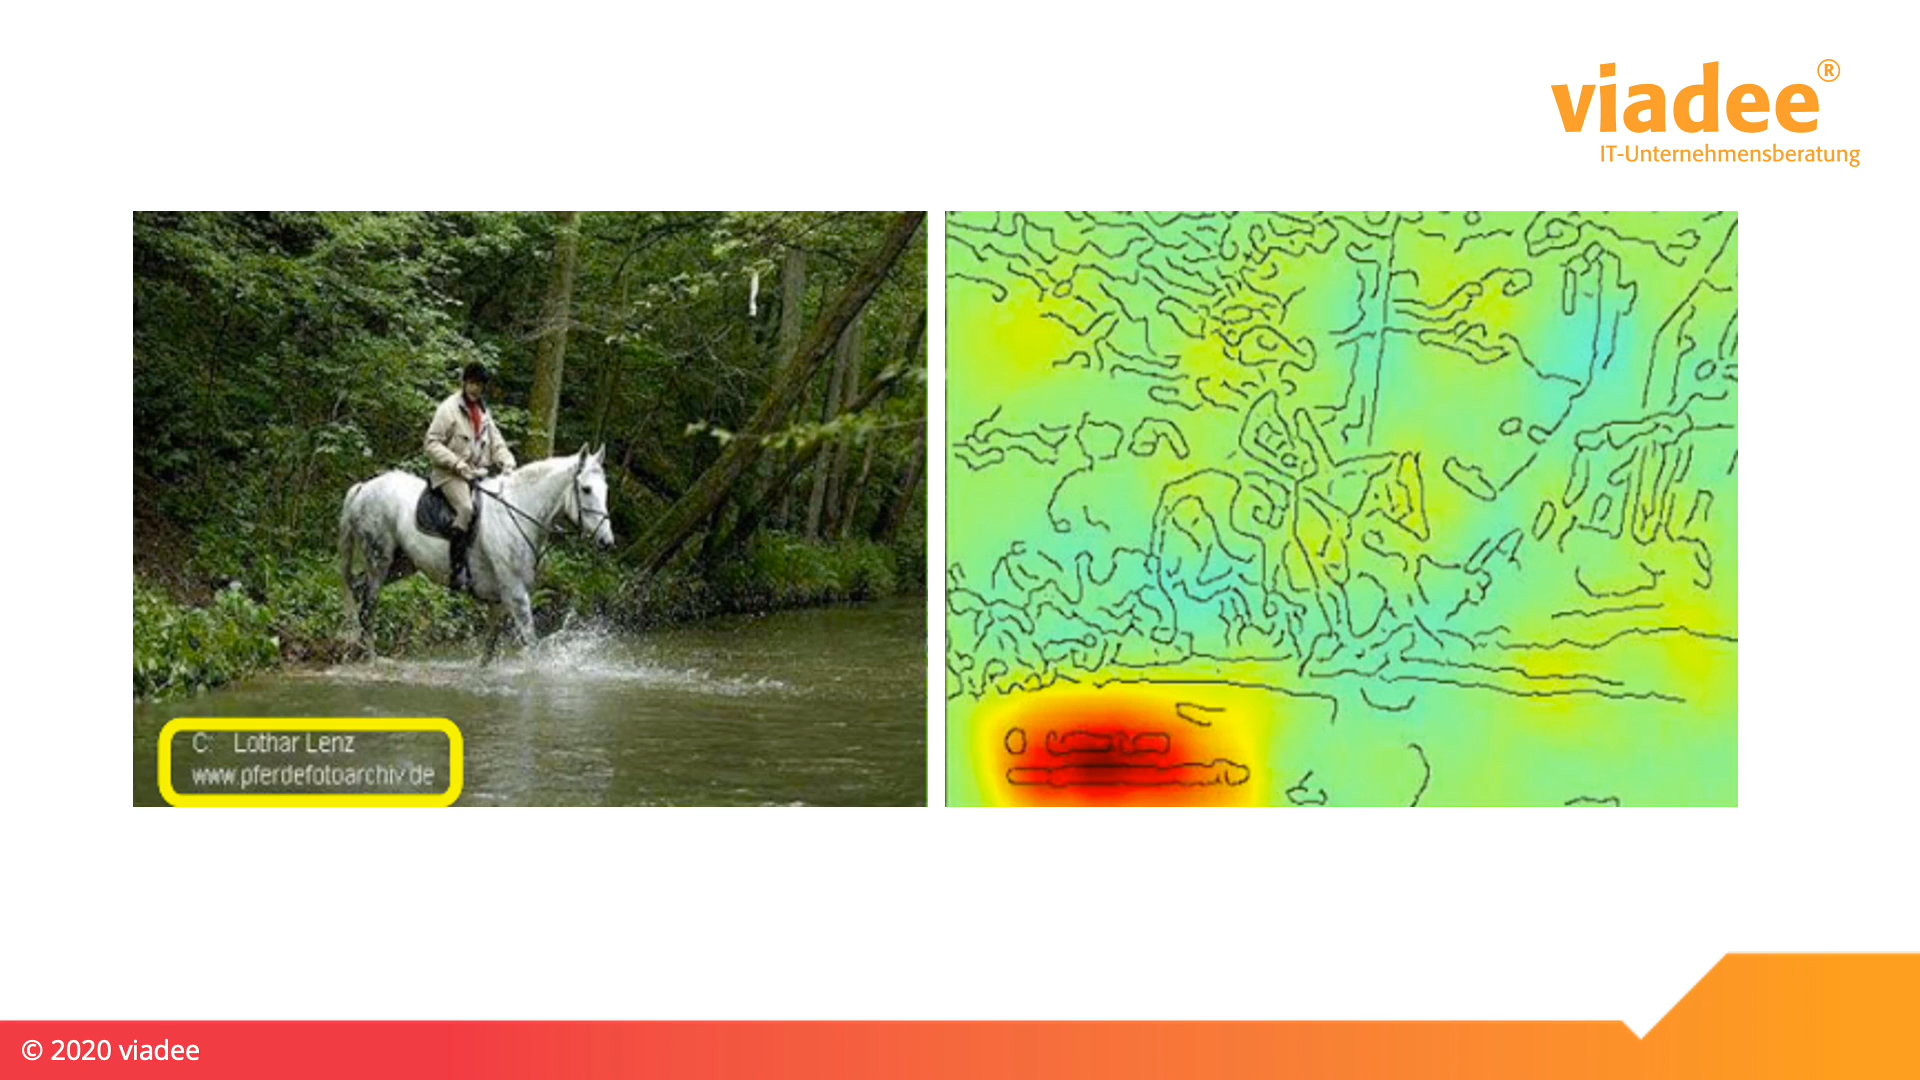 viadee®
IT-Unternehmensberatung
C: Lothar Lenz
www.pferdefotoarchiv.de
© 2020 viadee